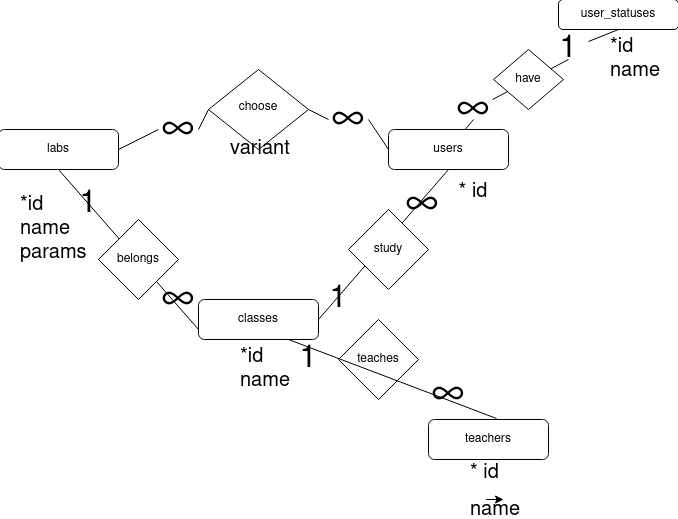 user_statuses
1
*id
name
have
∞
choose
∞
∞
variant
labs
users
*id
name
params
1
* id
∞
study
belongs
∞
1
classes
*id
name
1
teaches
∞
teachers
* id
name